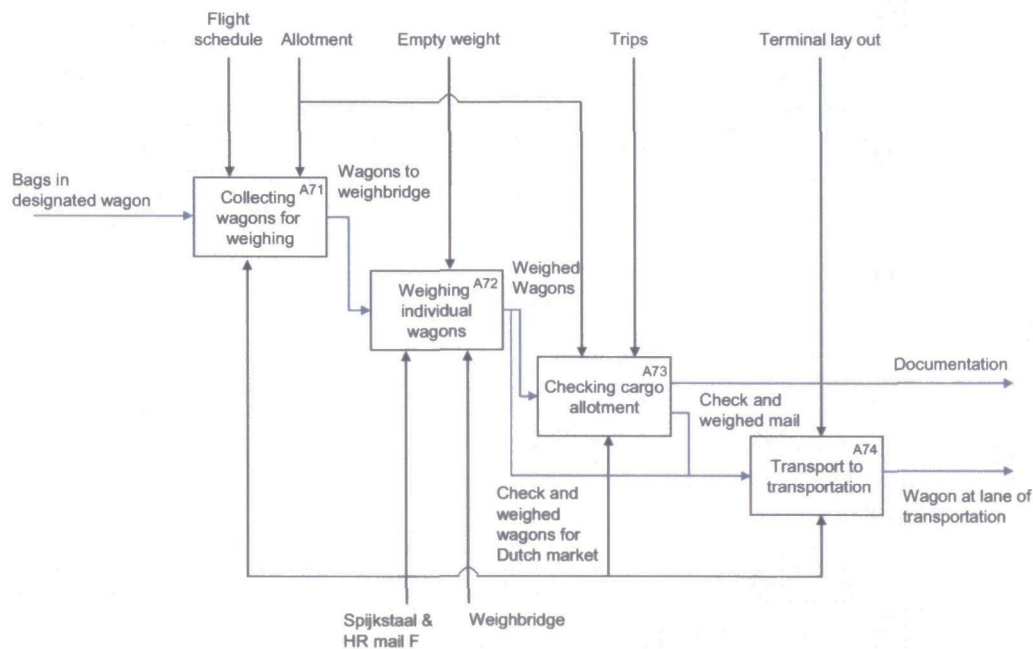 Flight
schedule
Allotment
Empty weight
Trips
Terminal lay out
Bags in
designated wagon
A71
Collecting
wagons for
weighing
Wagons to
weighbridge
A72
Weighing
individual
wagons
Weighed
Wagons
A73
Checking cargo
allotment
Documentation
Check and
weighed mail
A74
Transport to
transportation
Wagon at lane of
transportation
Check and
weighed
wagons for
Dutch market
Spijkstaal &
HR mail F
Weighbridge